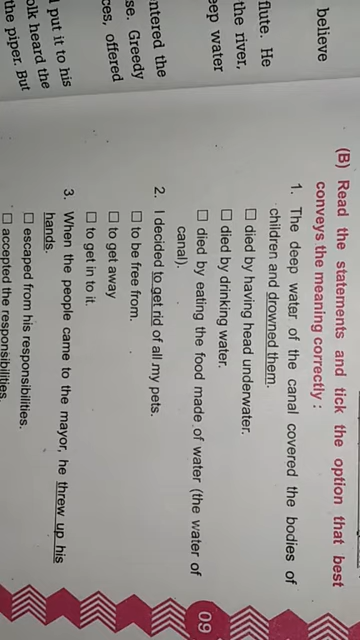 believe
flute. He
the river,
eep water
ntered the
se. Greedy
ces, offered
put it to his
olk heard the
the piper. But
(B) Read the statements and tick the option that best
conveys the meaning correctly :
1. The deep water of the canal covered the bodies of
children and drowned them.
☐ died by having head underwater.
☐ died by drinking water.
☐ died by eating the food made of water (the water of
canal).
2. I decided to get rid of all my pets.
☐ to be free from.
☐ to get away
☐ to get in to it.
3. When the people came to the mayor, he threw up his
hands.
☐ escaped from his responsibilities.
☐ accepted the responsibilities.
09